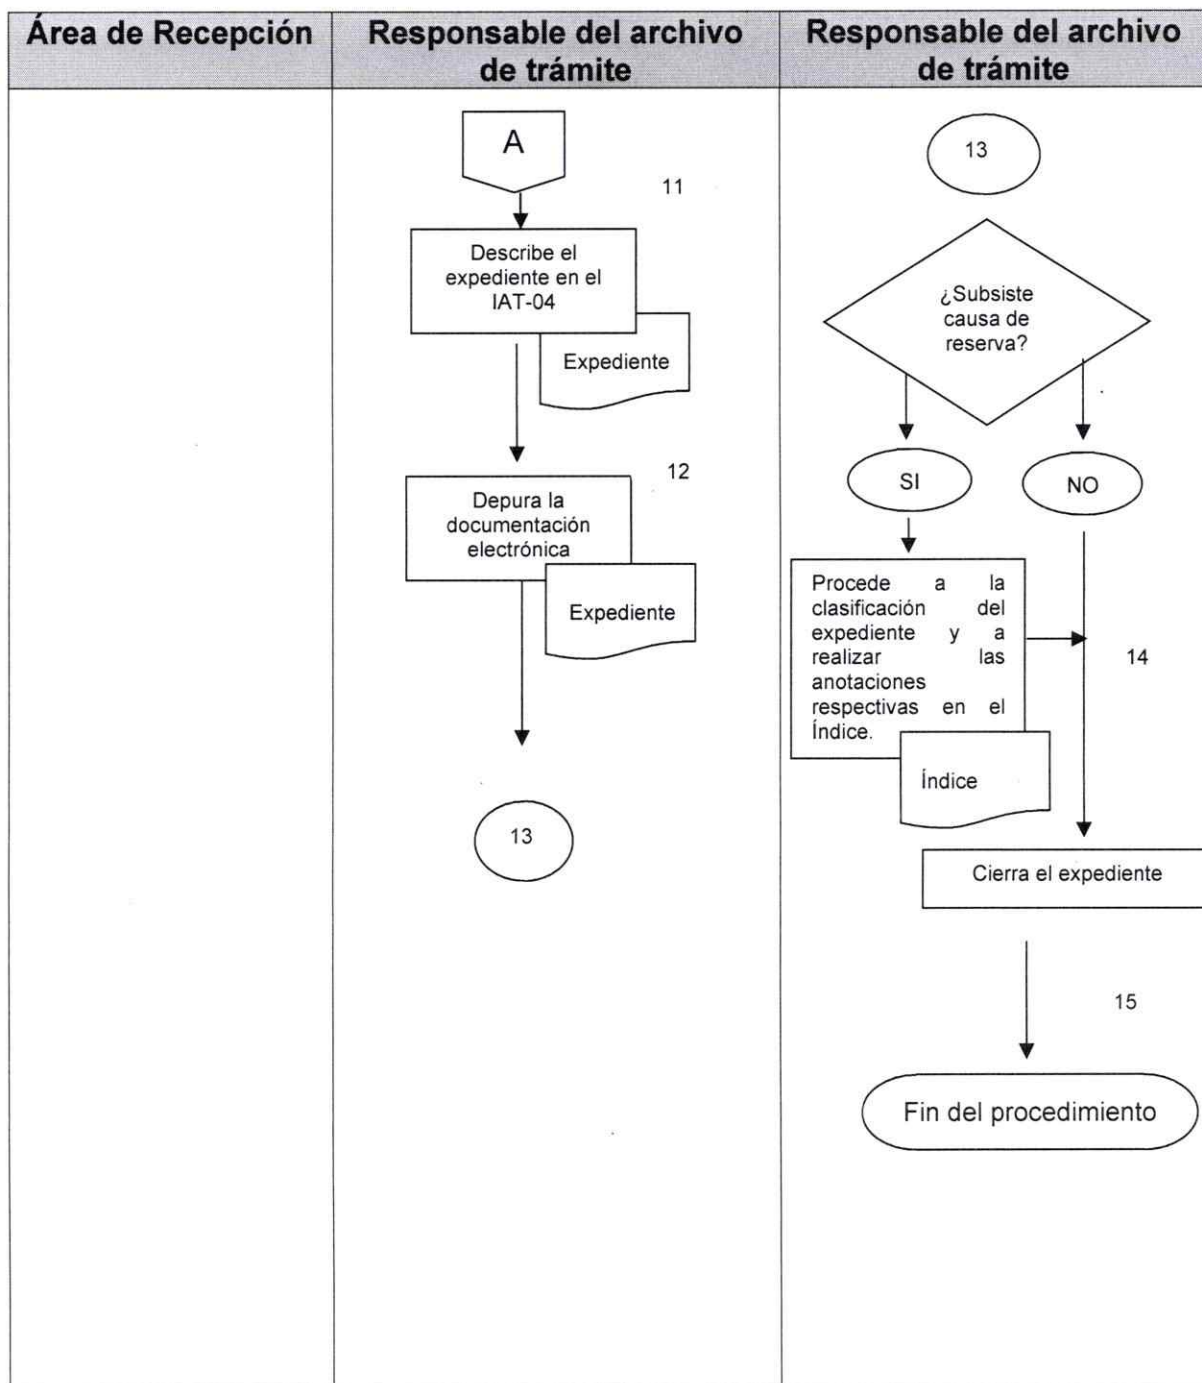 Área de Recepción
Responsable del archivo
de trámite
Responsable del archivo
de trámite
A
11
Describe el
expediente en el
IAT-04
Expediente
12
Depura la
documentación
electrónica
Expediente
13
13
¿Subsiste
causa de
reserva?
SI
NO
Procede a la
clasificación del
expediente y a
realizar las
anotaciones
respectivas en el
Índice.
14
Índice
Cierra el expediente
15
Fin del procedimiento